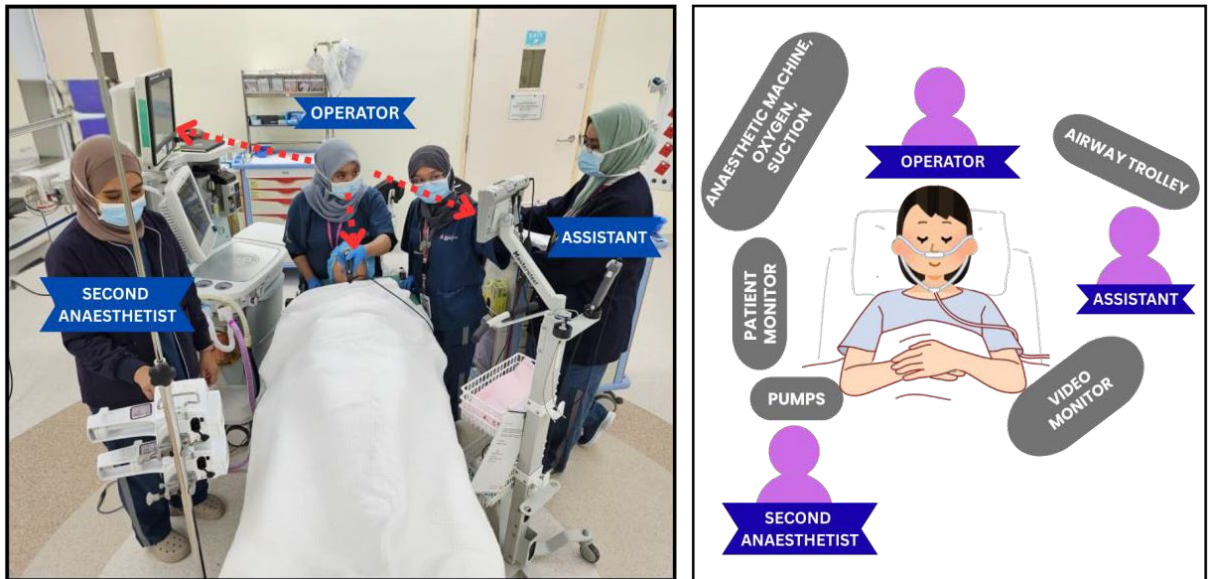 OPERATOR
ASSISTANT
SECOND
ANAESTHETIST
ANAESTHETIC MACHINE,
OXYGEN,
SUCTION
OPERATOR
AIRWAY TROLLEY
ASSISTANT
PATIENT
MONITOR
PUMPS
VIDEO
MONITOR
SECOND
ANAESTHETIST